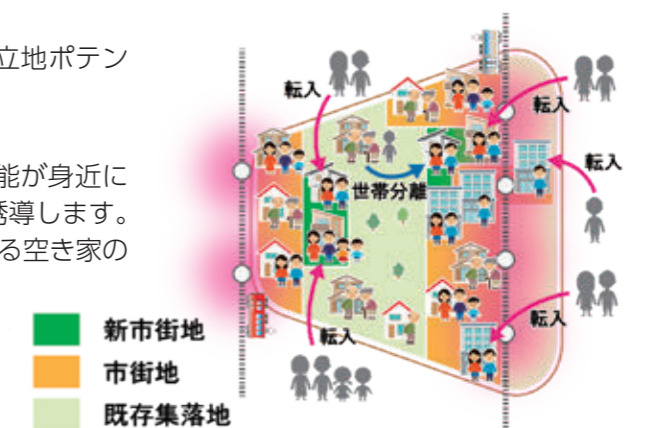 立地ポテン
能が身近に
誘導します。
る空き家の
転入
転入
転入
世帯分離
転入
転入
新市街地
市街地
既存集落地